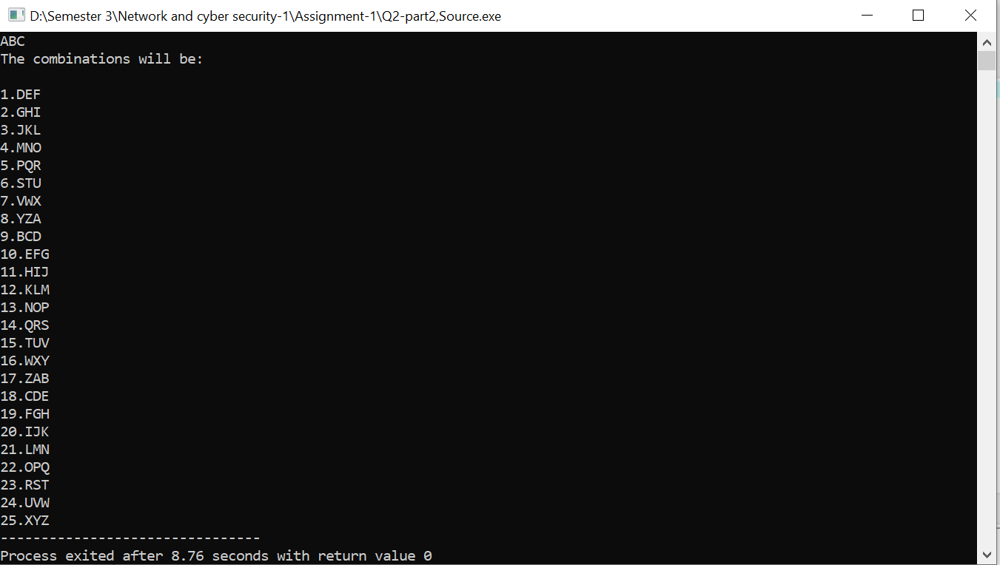 D:\Semester 3\Network and cyber security-1\Assignment-1\Q2-part2,Source.exe
ABC
The combinations will be:
1.DEF
2.GHI
3.JKL
4.MNO
5.PQR
6.STU
7.VWX
8.YZA
9.BCD
10.EFG
11.HIJ
12.KLM
13.NOP
14.QRS
15.TUV
16.WXY
17.ZAB
18.CDE
19.FGH
20.IJK
21.LMN
22.OPQ
23.RST
24.UVW
25.XYZ
--------------------------------
Process exited after 8.76 seconds with return value 0